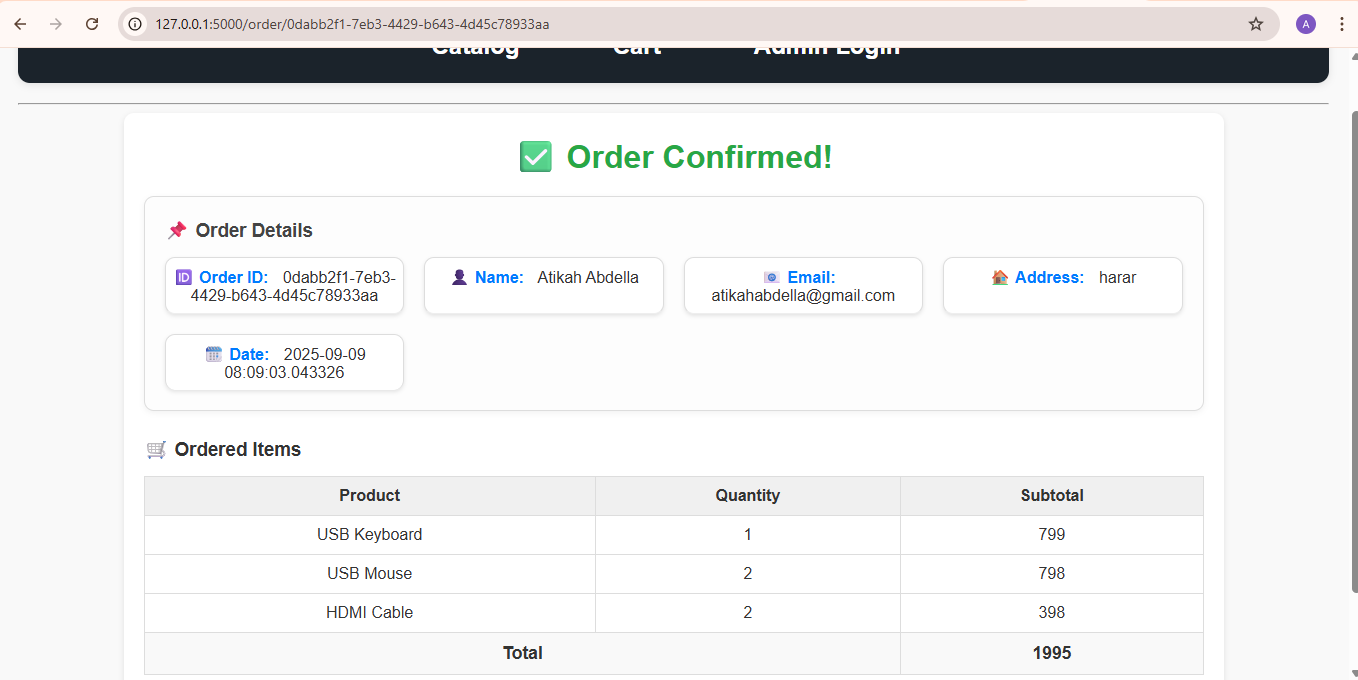 127.0.0.1:5000/order/0dabb2f1-7eb3-4429-b643-4d45c78933aa
A
Catalog Cart Admin Login
Order Confirmed!
Order Details
ID Order ID: 0dabb2f1-7eb3-
4429-b643-4d45c78933aa
Name: Atikah Abdella
Email:
atikahabdella@gmail.com
Address: harar
Date: 2025-09-09
08:09:03.043326
Ordered Items
Product Quantity Subtotal
USB Keyboard 1 799
USB Mouse 2 798
HDMI Cable 2 398
Total 1995